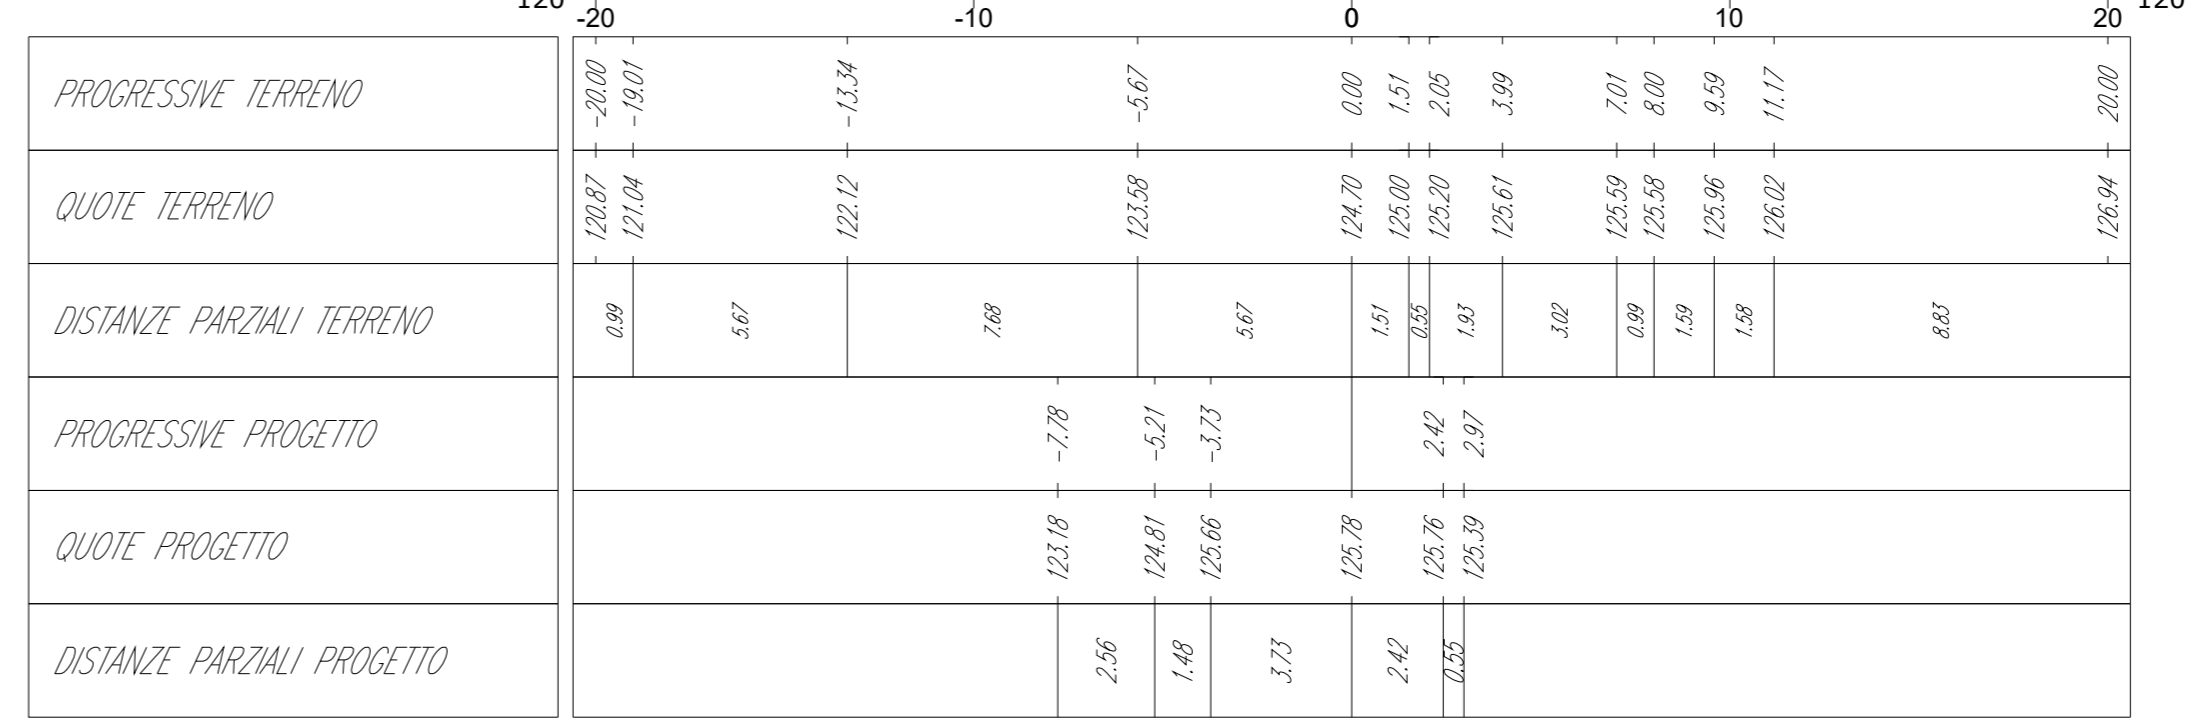 120 -20 -10 0 10 20 120
PROGRESSIVE TERRENO -20.00 -19.01 -13.34 -5.67 0.00 1.51 2.05 3.99 7.01 8.00 9.59 11.17 20.00
QUOTE TERRENO 120.87 121.04 122.12 123.58 124.70 125.00 125.20 125.61 125.59 125.58 125.96 126.02 126.94
DISTANZE PARZIALI TERRENO 0.99 5.67 7.68 5.67 1.51 0.55 1.93 3.02 0.99 1.59 1.58 8.83
PROGRESSIVE PROGETTO -7.78 -5.21 -3.73 2.42 2.97
QUOTE PROGETTO 123.18 124.81 125.66 125.78 125.76 125.39
DISTANZE PARZIALI PROGETTO 2.56 1.48 3.73 2.42 0.55